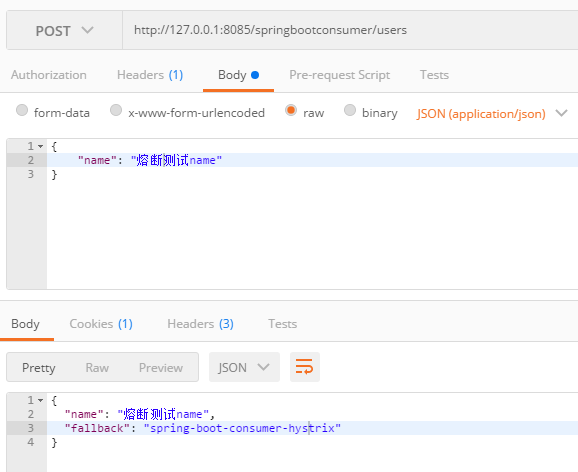 POST http://127.0.0.1:8085/springbootconsumer/users
Authorization Headers (1) Body Pre-request Script Tests
form-data x-www-form-urlencoded raw binary JSON (application/json)
1 {
2 "name": "熔断测试name"
3 }
Body Cookies (1) Headers (3) Tests
Pretty Raw Preview JSON
1 {
2 "name": "熔断测试name",
3 "fallback": "spring-boot-consumer-hystrix"
4 }